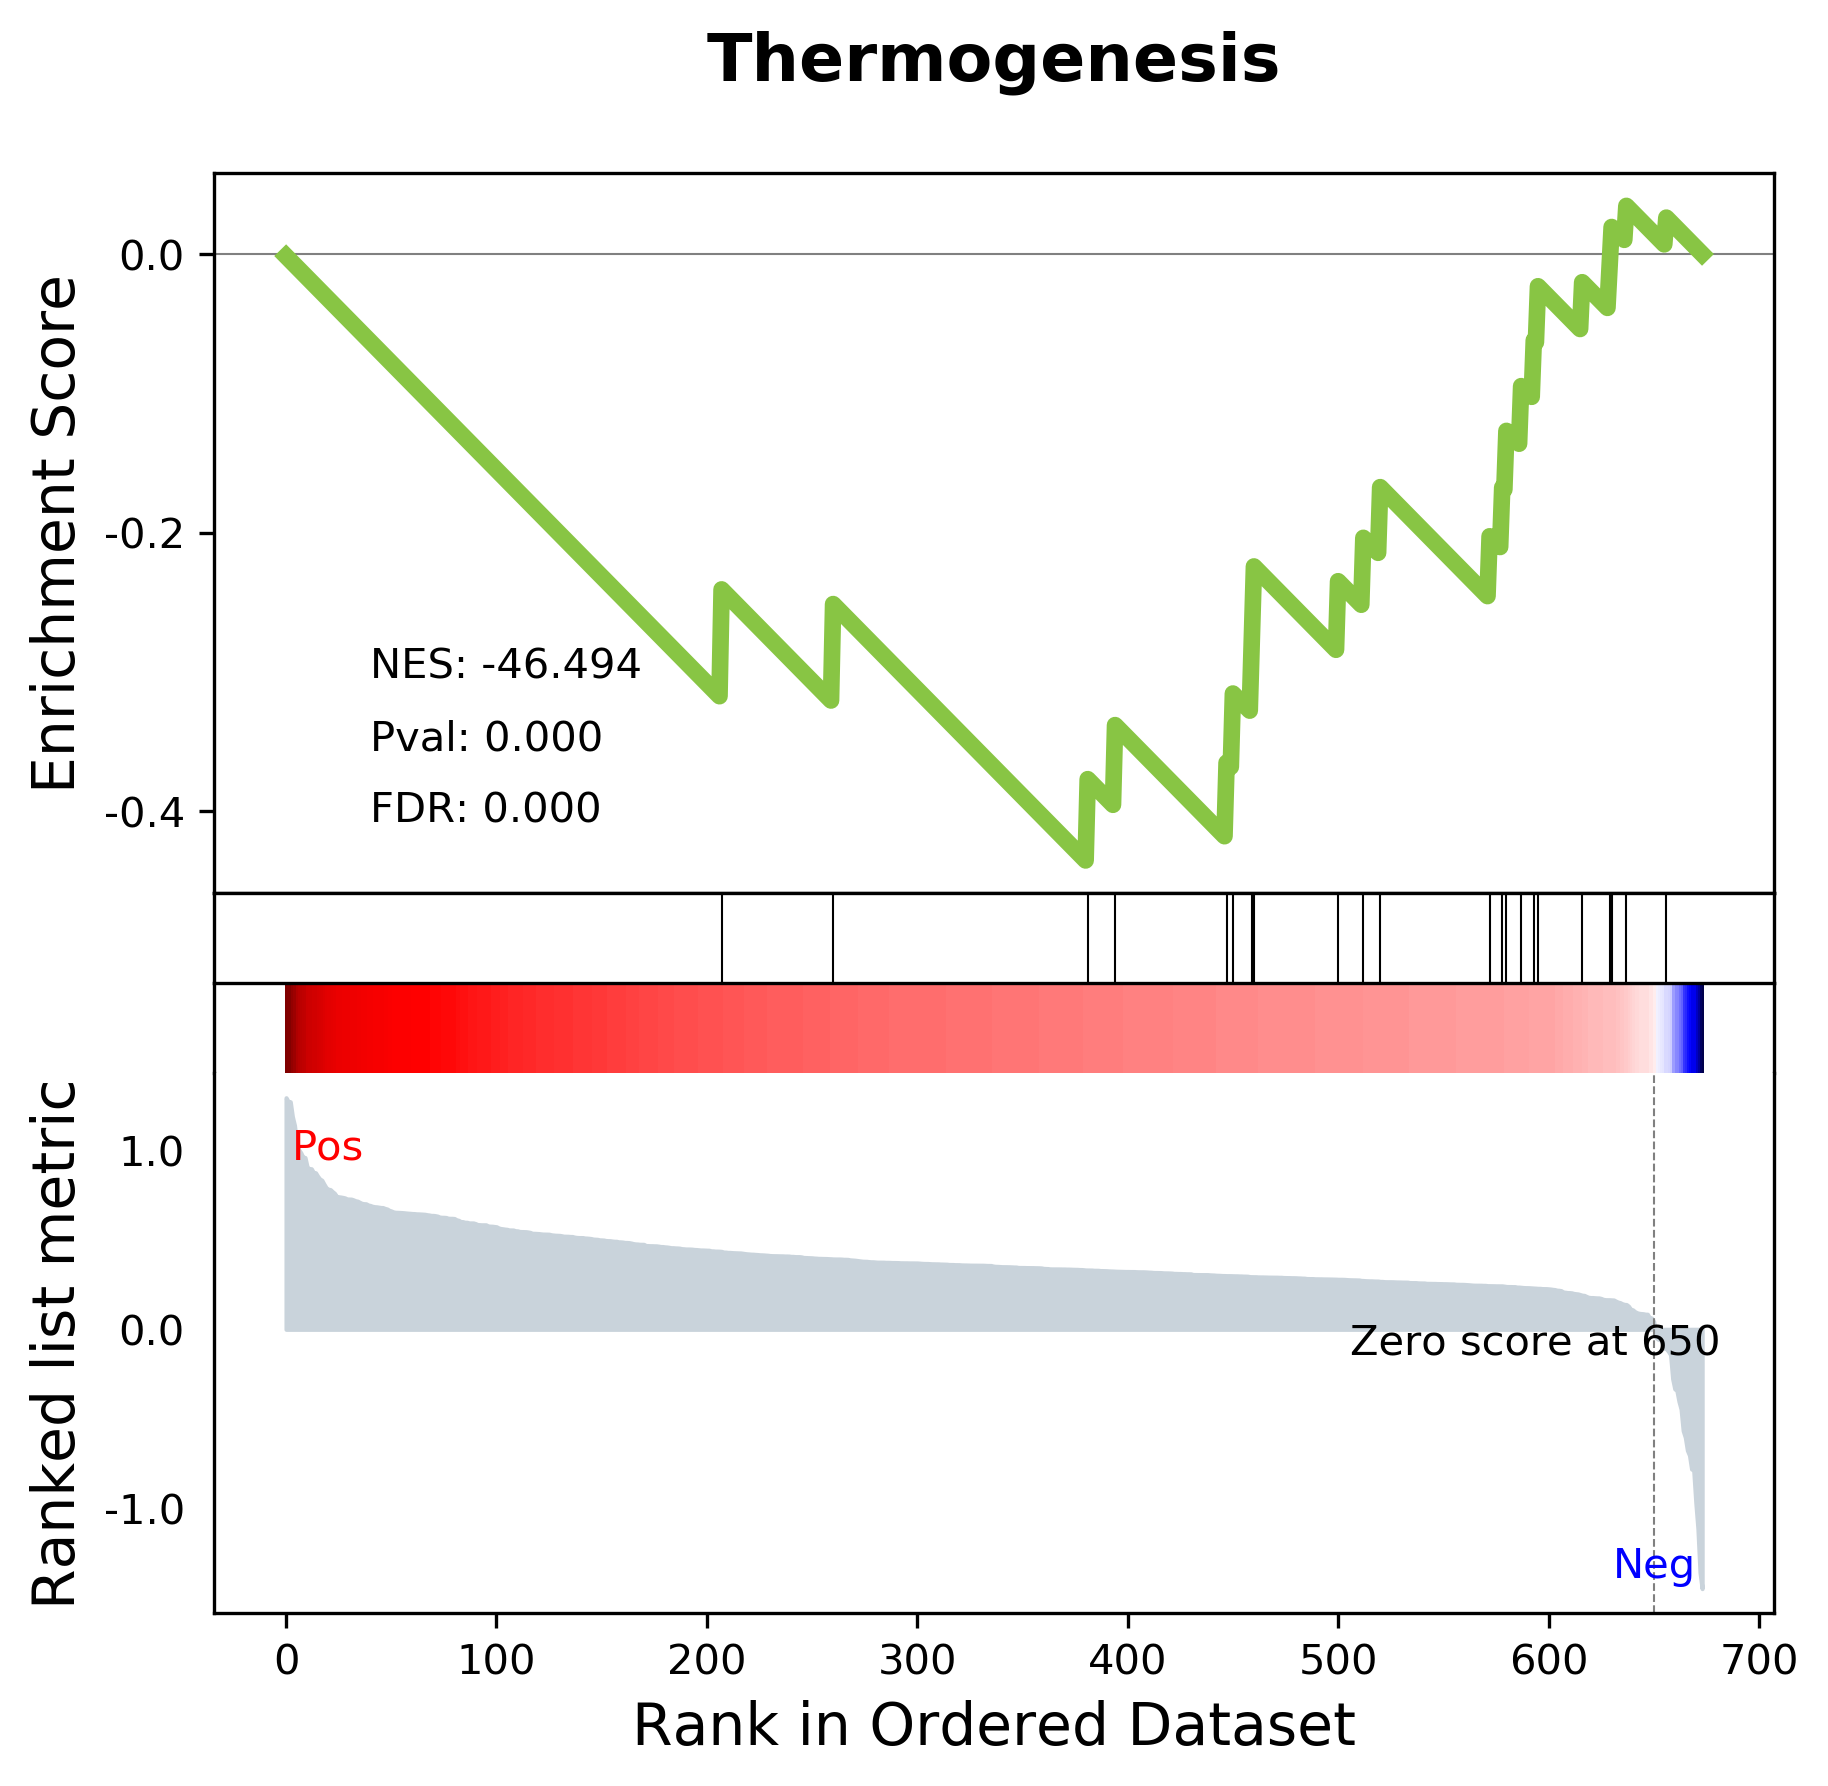 Thermogenesis
Enrichment Score
0.0
-0.2
-0.4
NES: -46.494
Pval: 0.000
FDR: 0.000
Ranked list metric
1.0
0.0
-1.0
Pos
Zero score at 650
Neg
0 100 200 300 400 500 600 700
Rank in Ordered Dataset